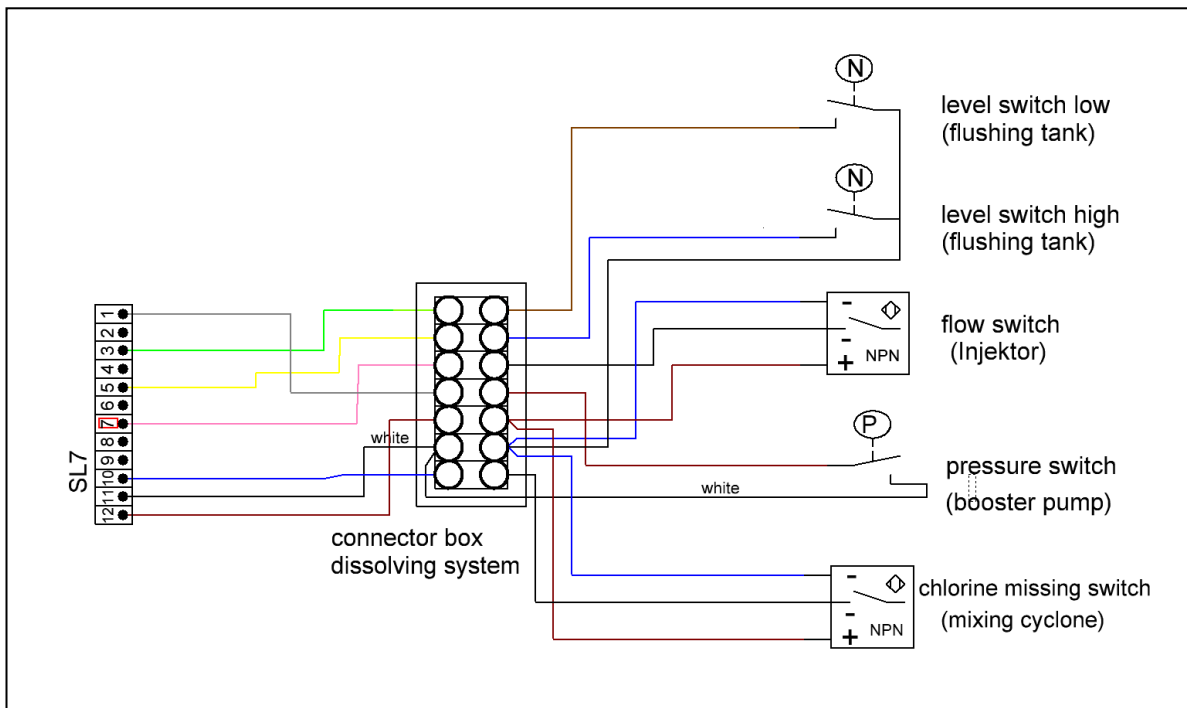 N
level switch low
(flushing tank)
N
level switch high
(flushing tank)
-
flow switch
-
(Injektor)
+
NPN
1
2
3
4
5
6
7
8
9
10
11
12
SL7
white
P
pressure switch
white
(booster pump)
connector box
dissolving system
-
chlorine missing switch
-
(mixing cyclone)
+
NPN